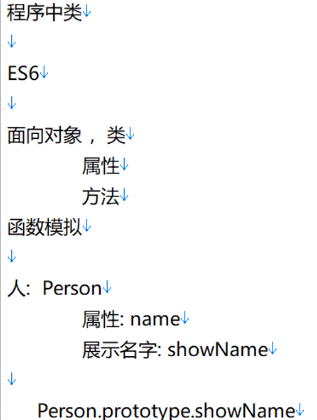 程序中类↓
↓
ES6↓
↓
面向对象 ，类↓
属性↓
方法↓
函数模拟↓
↓
人: Person↓
属性: name↓
展示名字: showName↓
↓
Person.prototype.showName↓